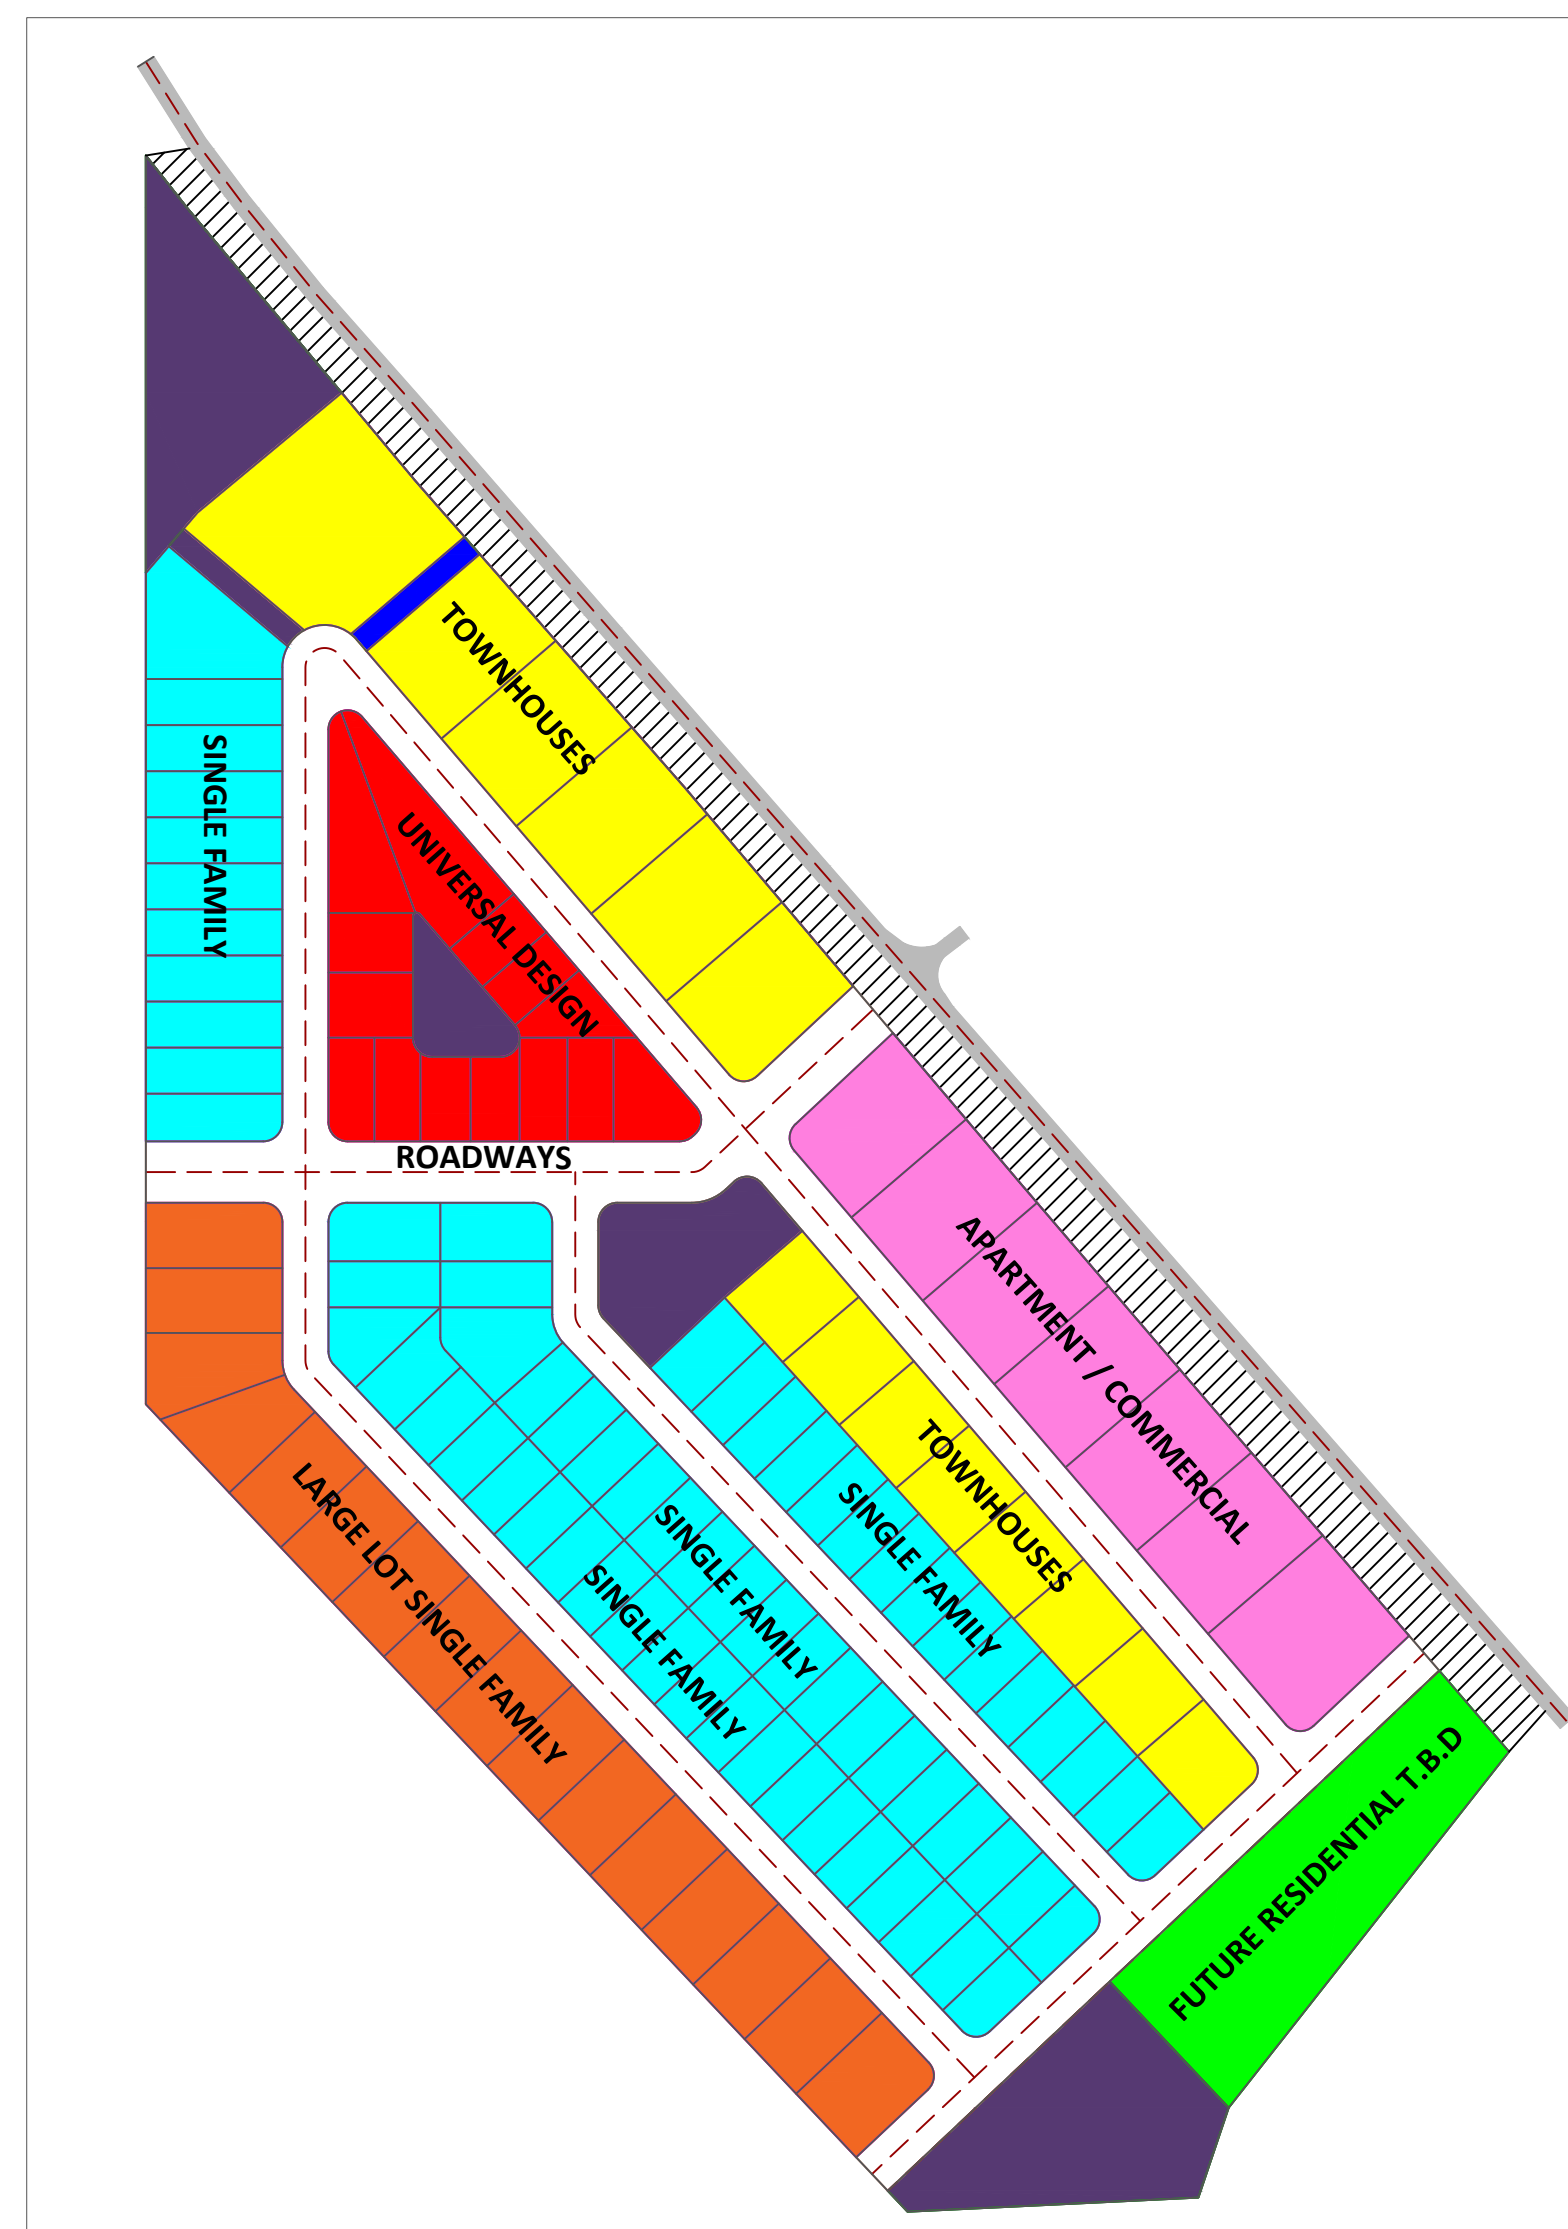 TOWNHOUSES
SINGLE FAMILY
UNIVERSAL DESIGN
ROADWAYS
APARTMENT / COMMERCIAL
TOWNHOUSES
SINGLE FAMILY
SINGLE FAMILY
SINGLE FAMILY
LARGE LOT SINGLE FAMILY
FUTURE RESIDENTIAL T.B.D